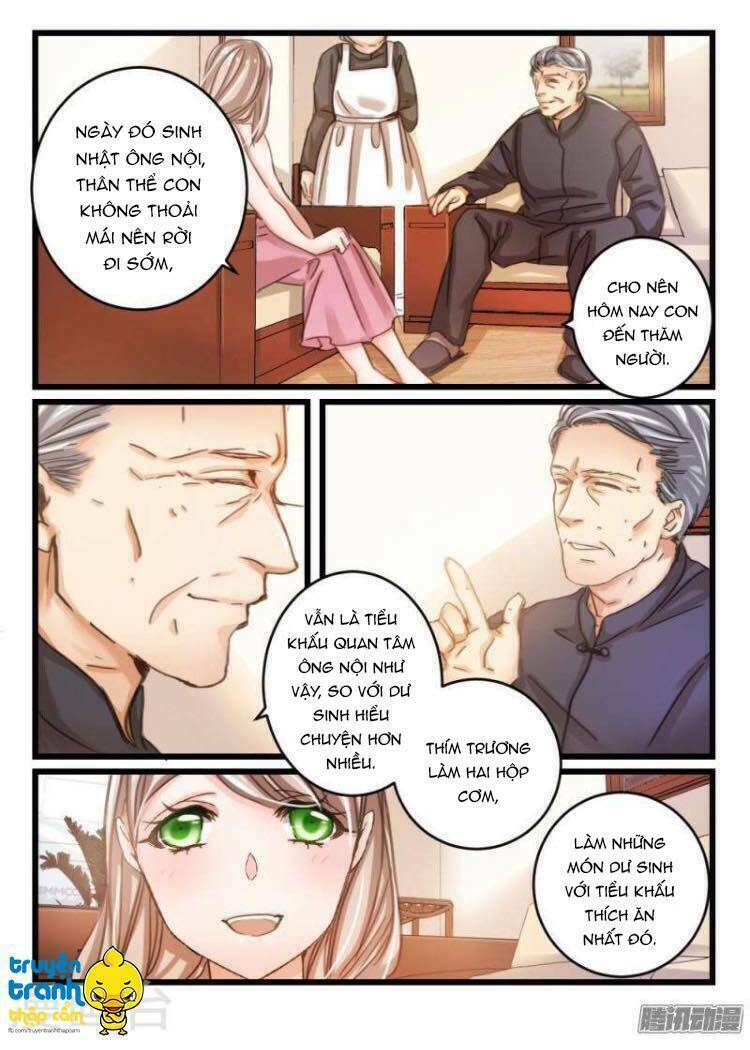 NGÀY ĐÓ SINH
NHẬT ÔNG NỘI,
THÂN THỂ CON
KHÔNG THOẢI
MÁI NÊN RỜI
ĐI SỚM,
CHO NÊN
HÔM NAY CON
ĐẾN THĂM
NGƯỜI.
VẪN LÀ TIỂU
KHẤU QUAN TÂM
ÔNG NỘI NHƯ
VẬY, SO VỚI DƯ
SINH HIỂU
CHUYỆN HƠN
NHIỀU.
THÍM TRƯƠNG
LÀM HAI HỘP
CƠM,
LÀM NHỮNG
MÓN DƯ SINH
VỚI TIỂU KHẤU
THÍCH ĂN
NHẤT ĐÓ.
truyện
tranh
thập cẩm
fb.com/truyentranhthapcam
腾讯动漫